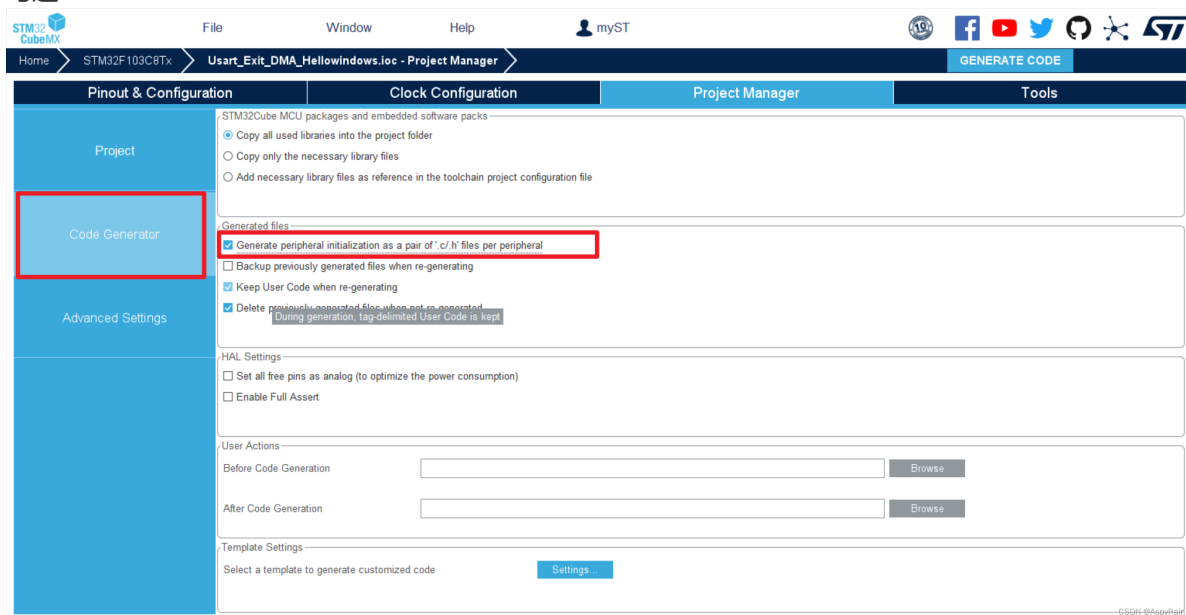 STM32
CubeMX
File
Window
Help
myST
19
Home
STM32F103C8Tx
Usart_Exit_DMA_Hellowindows.ioc - Project Manager
GENERATE CODE
Pinout & Configuration
Clock Configuration
Project Manager
Tools
Project
Code Generator
Advanced Settings
STM32Cube MCU packages and embedded software packs
Copy all used libraries into the project folder
Copy only the necessary library files
Add necessary library files as reference in the toolchain project configuration file
Generated files
Generate peripheral initialization as a pair of '.c/.h' files per peripheral
Backup previously generated files when re-generating
Keep User Code when re-generating
Delete previously generated files when not re-generated
During generation, tag-delimited User Code is kept
HAL Settings
Set all free pins as analog (to optimize the power consumption)
Enable Full Assert
User Actions
Before Code Generation
Browse
After Code Generation
Browse
Template Settings
Select a template to generate customized code
Settings...
CSDN @AspyRain